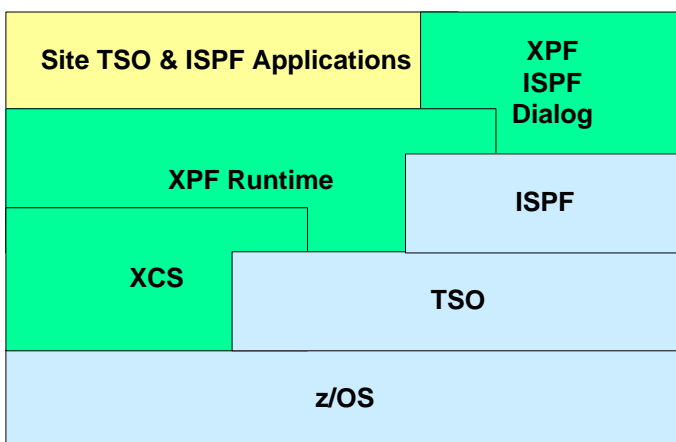 Site TSO & ISPF Applications
XPF
ISPF
Dialog
XPF Runtime
ISPF
XCS
TSO
z/OS